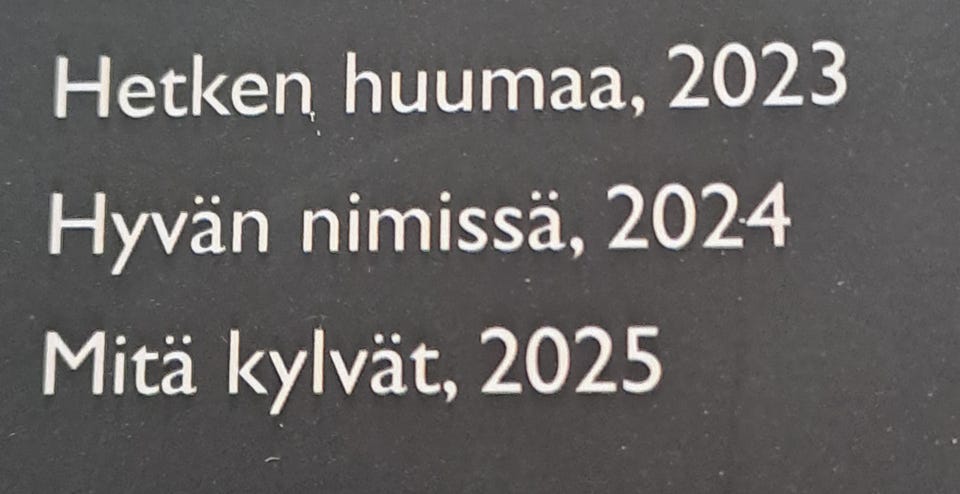 Hetken huumaa, 2023
Hyvän nimissä, 2024
Mitä kylvät, 2025